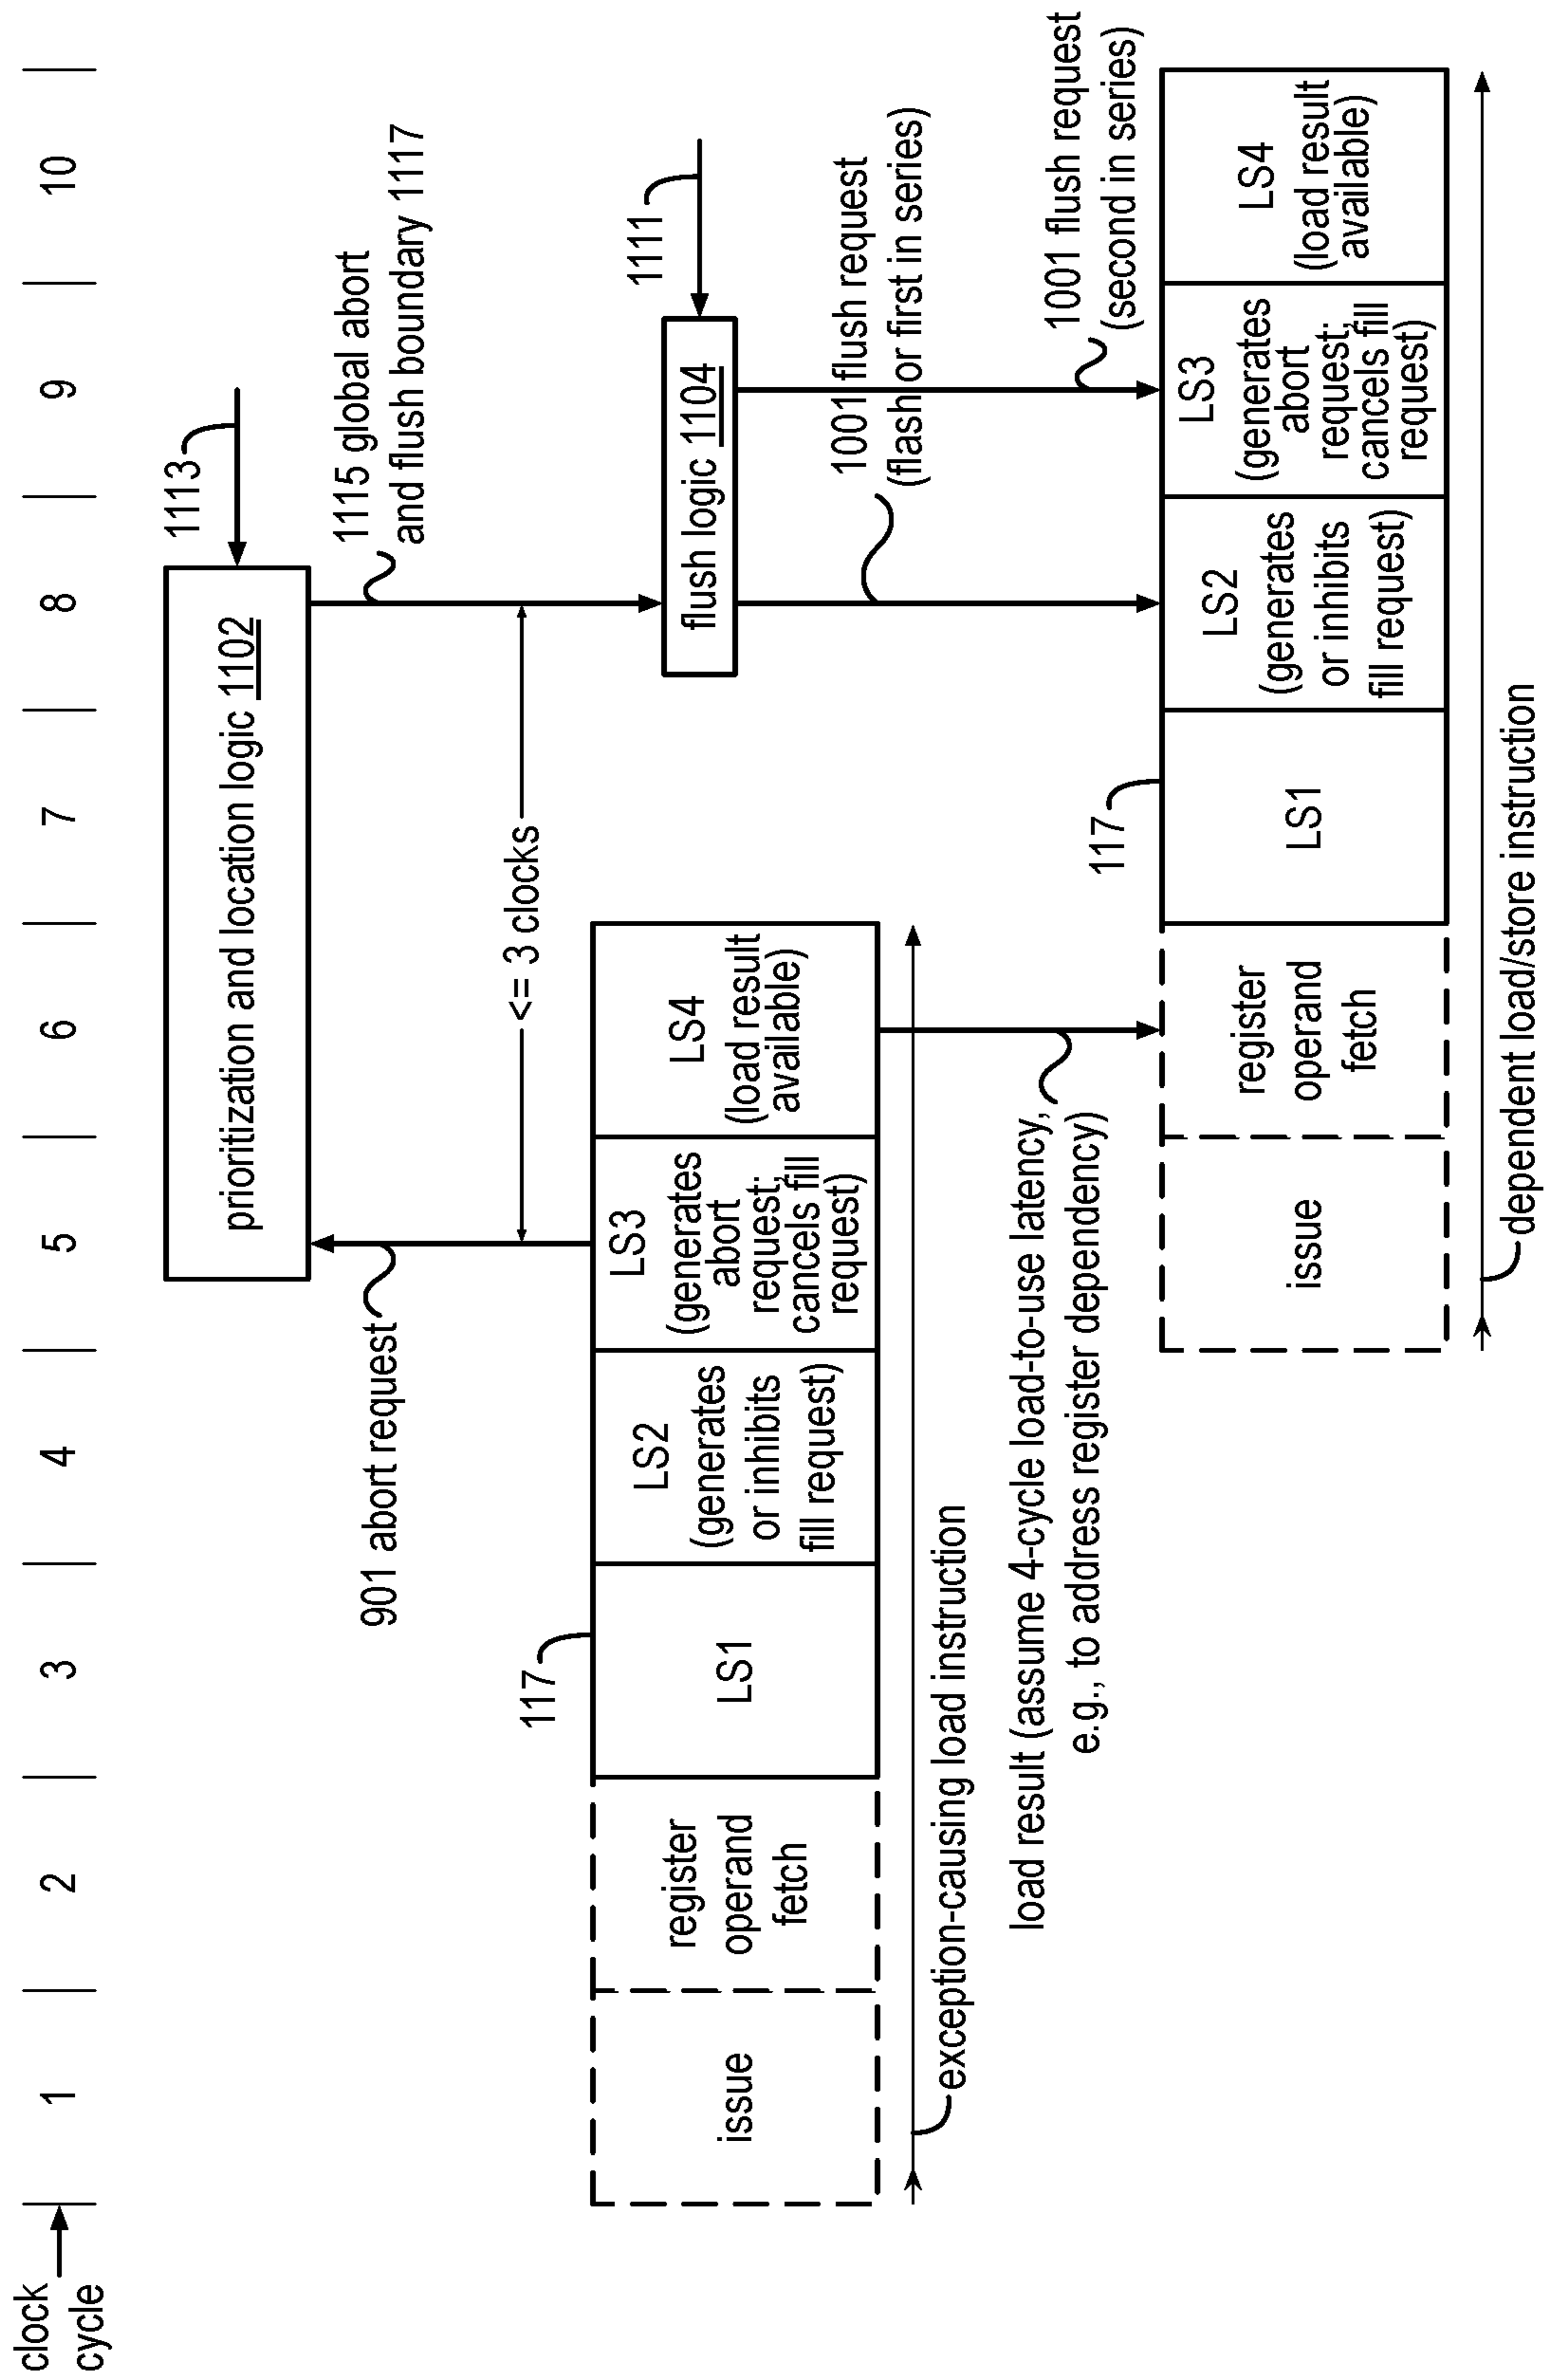 clock
cycle
1 2 3 4 5 6 7 8 9 10
prioritization and location logic 1102
1113
901 abort request
1115 global abort
and flush boundary 1117
<= 3 clocks
117
issue
register
operand
fetch
LS1
LS2
(generates
or inhibits
fill request)
LS3
(generates
abort
request;
cancels fill
request)
LS4
(load result
available)
exception-causing load instruction
flush logic 1104
1111
1001 flush request
(flash or first in series)
1001 flush request
(second in series)
load result (assume 4-cycle load-to-use latency,
e.g., to address register dependency)
117
issue
register
operand
fetch
LS1
LS2
(generates
or inhibits
fill request)
LS3
(generates
abort
request;
cancels fill
request)
LS4
(load result
available)
dependent load/store instruction